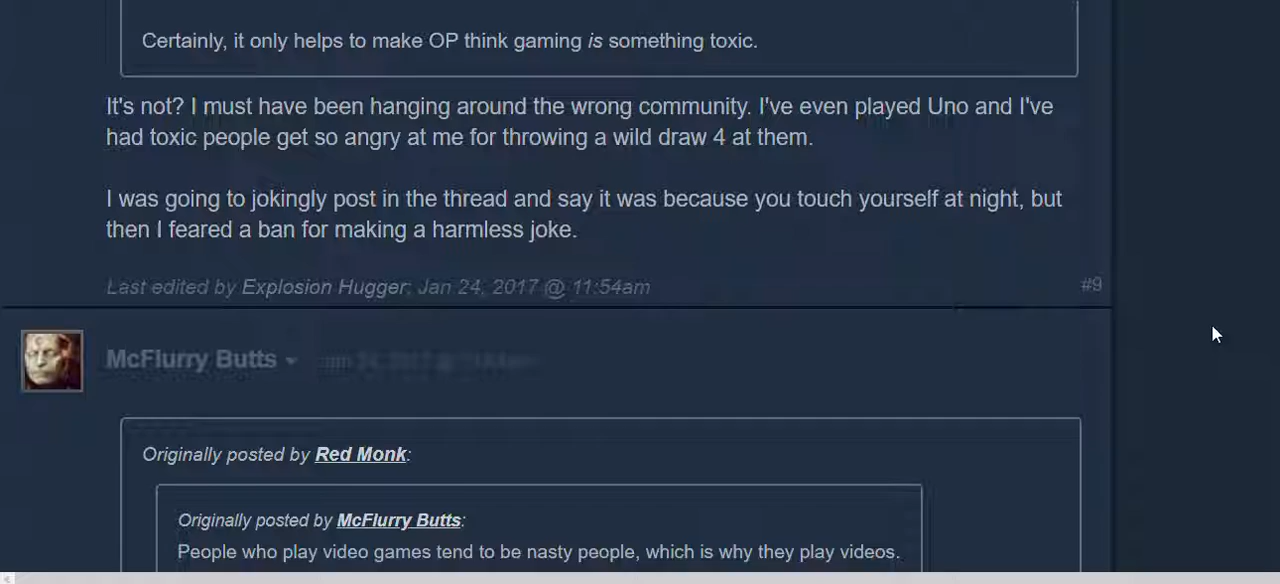 Certainly, it only helps to make OP think gaming is something toxic.
It's not? I must have been hanging around the wrong community. I've even played Uno and I've
had toxic people get so angry at me for throwing a wild draw 4 at them.
I was going to jokingly post in the thread and say it was because you touch yourself at night, but
then I feared a ban for making a harmless joke.
Last edited by Explosion Hugger; Jan 24, 2017 @ 11:54am
#9
McFlurry Butts
Originally posted by Red Monk:
Originally posted by McFlurry Butts:
People who play video games tend to be nasty people, which is why they play videos.